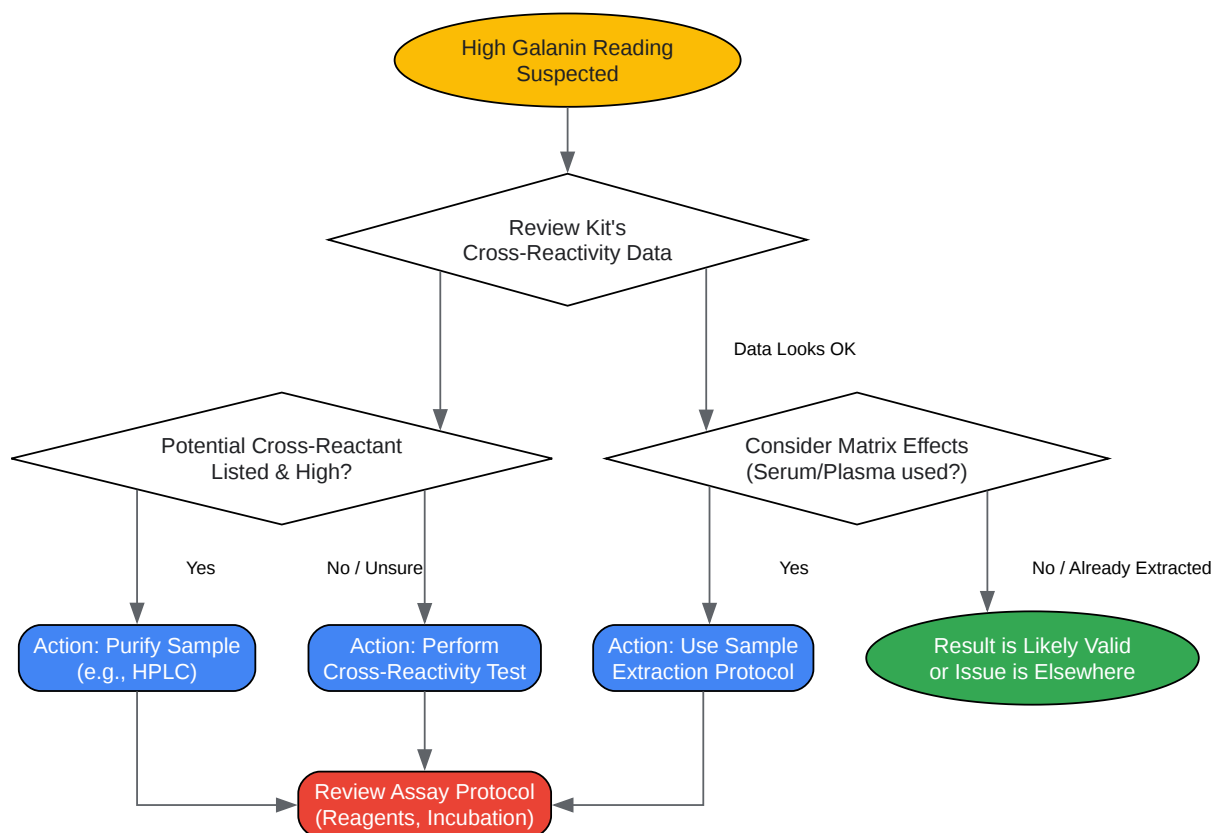 High Galanin Reading
Suspected
Review Kit's
Cross-Reactivity Data
Data Looks OK
Potential Cross-Reactant
Listed & High?
Consider Matrix Effects
(Serum/Plasma used?)
Yes
No / Unsure
Yes
No / Already Extracted
Action: Purify Sample
(e.g., HPLC)
Action: Perform
Cross-Reactivity Test
Action: Use Sample
Extraction Protocol
Result is Likely Valid
or Issue is Elsewhere
Review Assay Protocol
(Reagents, Incubation)